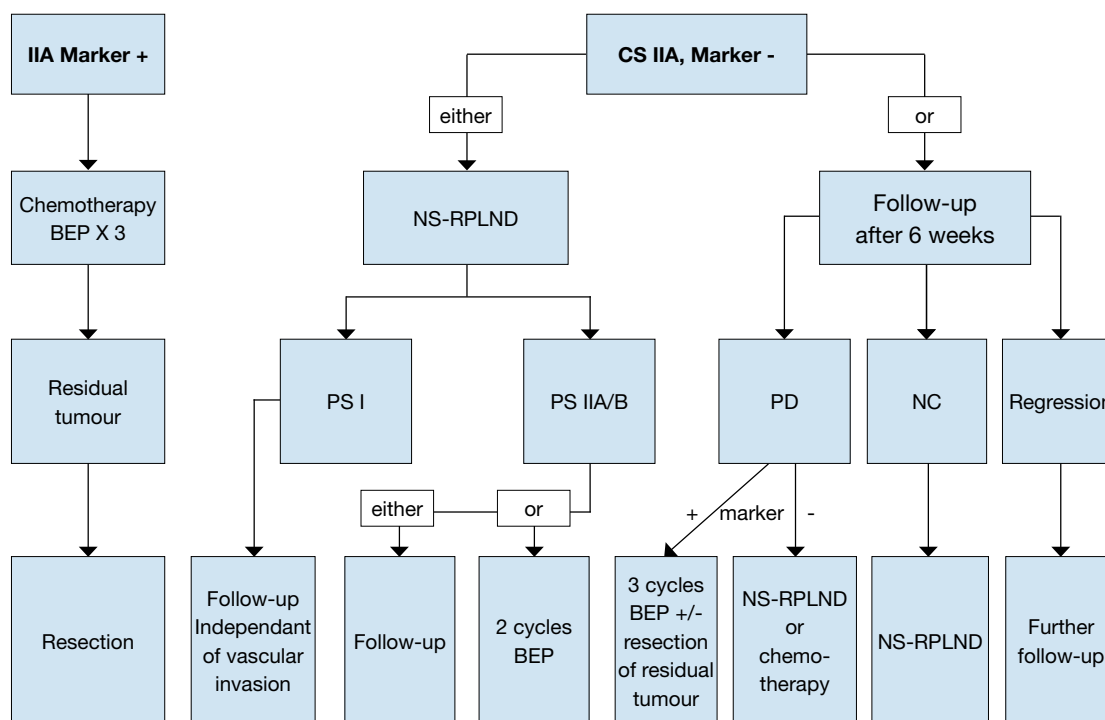 IIA Marker +
CS IIA, Marker -
either
or
Chemotherapy
BEP X 3
NS-RPLND
Follow-up
after 6 weeks
Residual
tumour
PS I
PS IIA/B
PD
NC
Regression
either
or
+ marker -
Resection
Follow-up
Independant
of vascular
invasion
Follow-up
2 cycles
BEP
3 cycles
BEP +/-
resection
of residual
tumour
NS-RPLND
or
chemo-
therapy
NS-RPLND
Further
follow-up